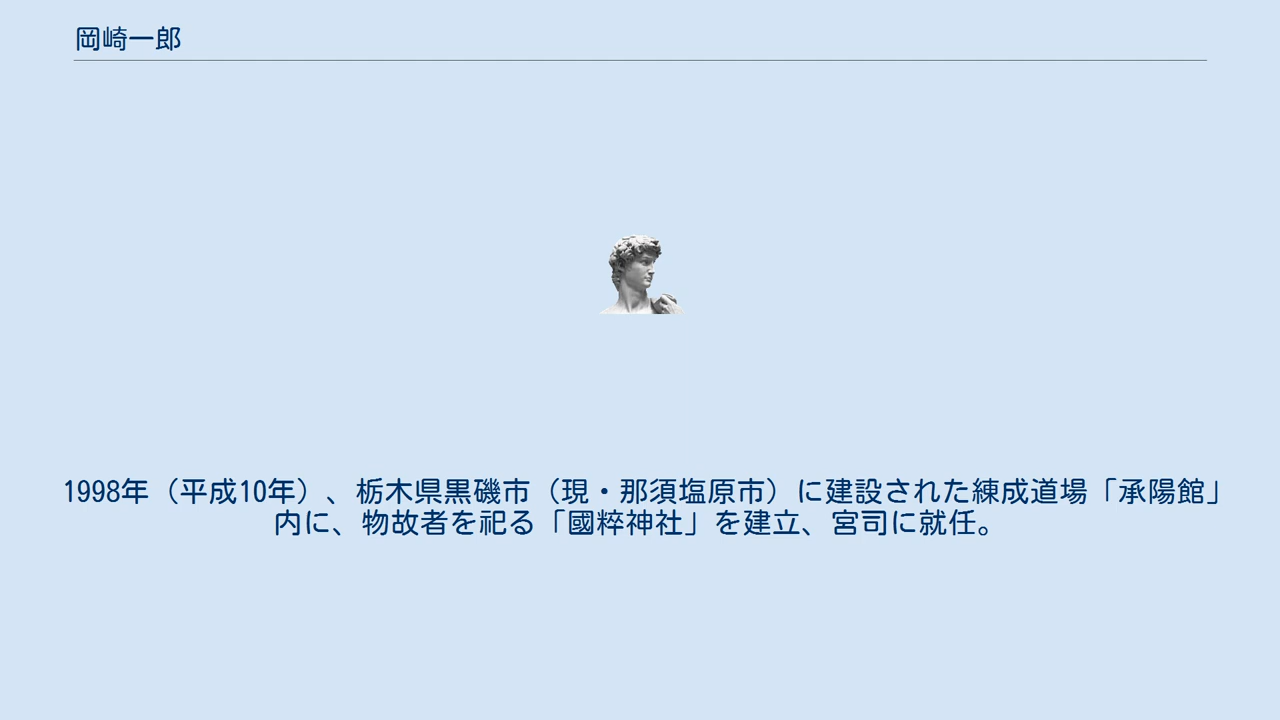 岡崎一郎
1998年（平成10年）、栃木県黒磯市（現・那須塩原市）に建設された練成道場「承陽館」
内に、物故者を祀る「國粹神社」を建立、宮司に就任。